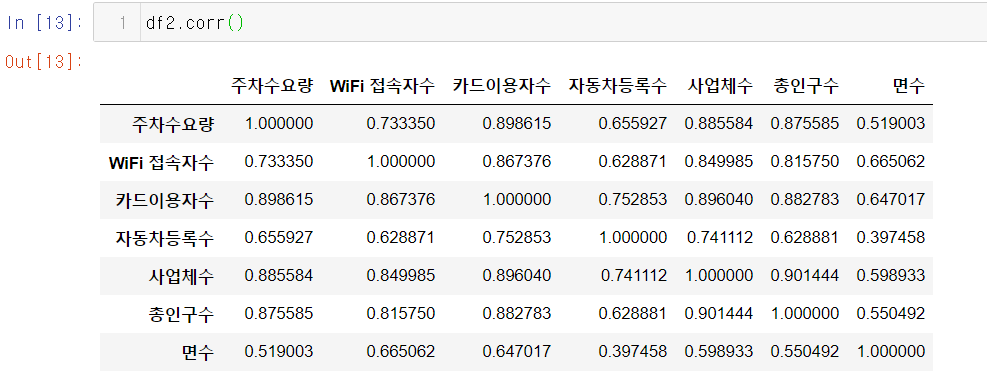 In [13]: 1 df2.corr()
Out[13]:
주차수요량 WiFi 접속자수 카드이용자수 자동차등록수 사업체수 총인구수 면수
주차수요량 1.000000 0.733350 0.898615 0.655927 0.885584 0.875585 0.519003
WiFi 접속자수 0.733350 1.000000 0.867376 0.628871 0.849985 0.815750 0.665062
카드이용자수 0.898615 0.867376 1.000000 0.752853 0.896040 0.882783 0.647017
자동차등록수 0.655927 0.628871 0.752853 1.000000 0.741112 0.628881 0.397458
사업체수 0.885584 0.849985 0.896040 0.741112 1.000000 0.901444 0.598933
총인구수 0.875585 0.815750 0.882783 0.628881 0.901444 1.000000 0.550492
면수 0.519003 0.665062 0.647017 0.397458 0.598933 0.550492 1.000000